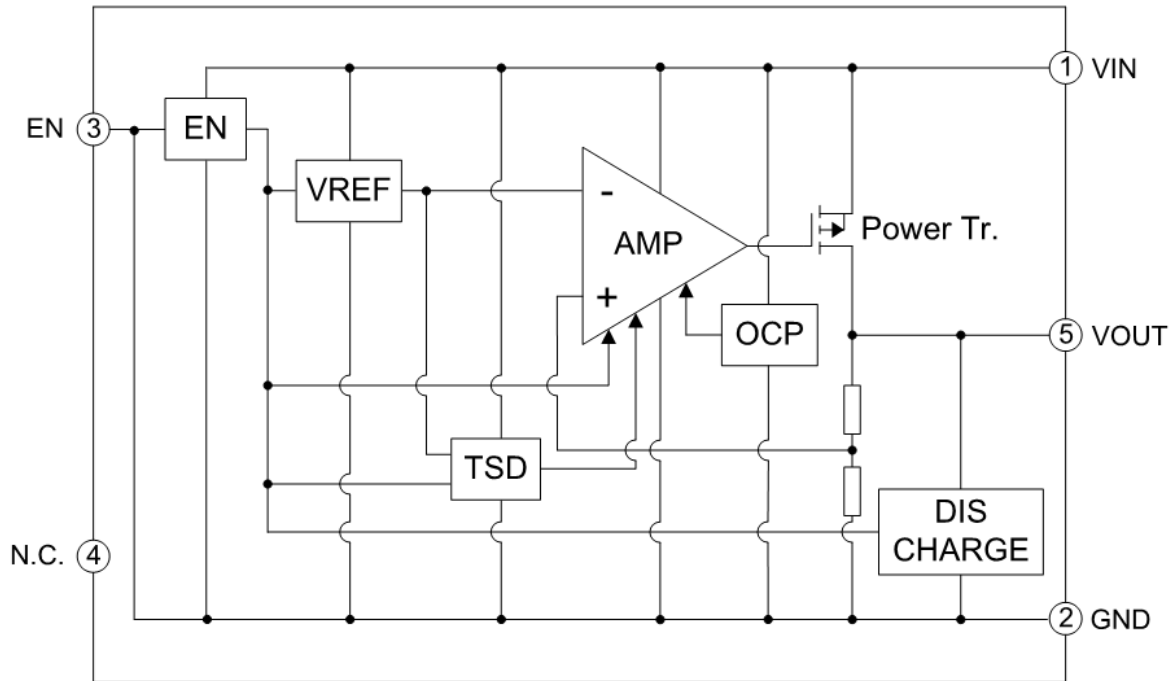 1 VIN
EN 3 EN
VREF
-
AMP
Power Tr.
+
OCP
5 VOUT
TSD
DIS
CHARGE
N.C. 4
2 GND